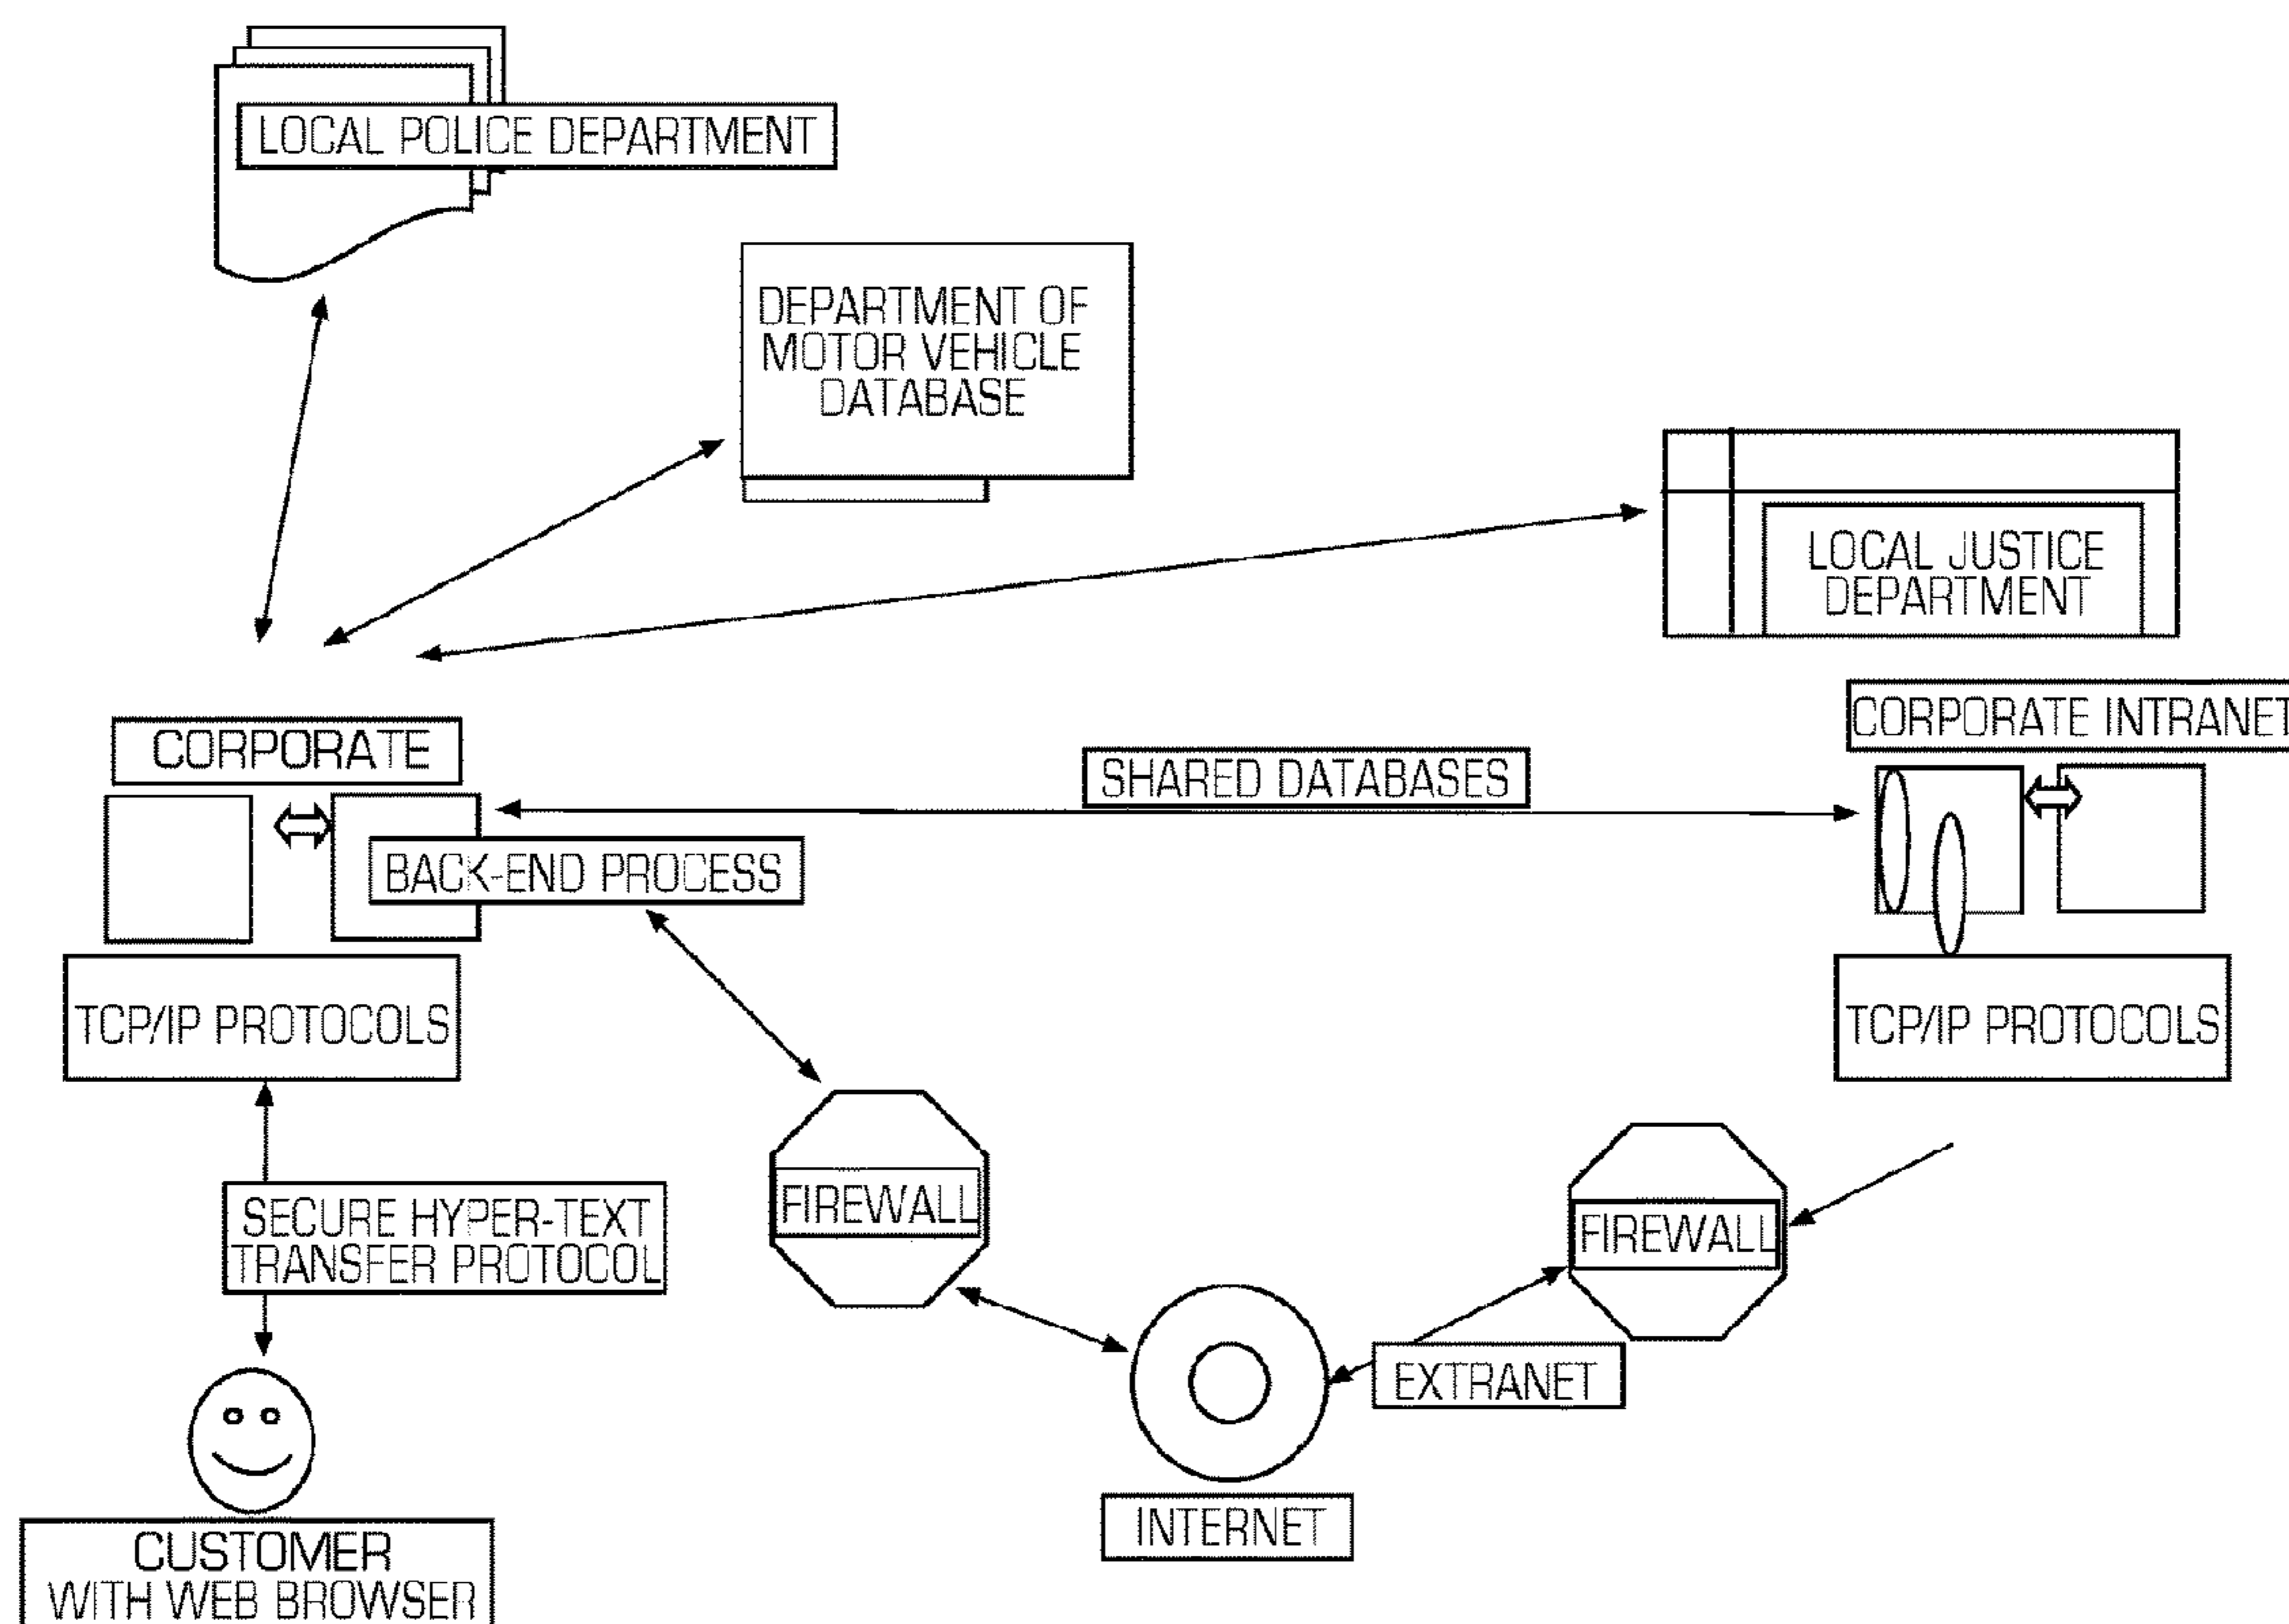 LOCAL POLICE DEPARTMENT
DEPARTMENT OF
MOTOR VEHICLE
DATABASE
LOCAL JUSTICE
DEPARTMENT
CORPORATE INTRANET
CORPORATE
SHARED DATABASES
BACK-END PROCESS
TCP/IP PROTOCOLS
TCP/IP PROTOCOLS
FIREWALL
SECURE HYPER-TEXT
TRANSFER PROTOCOL
FIREWALL
EXTRANET
INTERNET
CUSTOMER
WITH WEB BROWSER